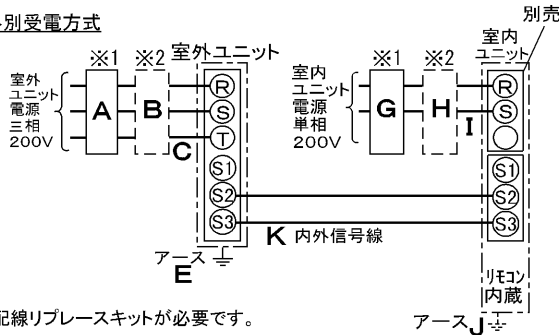 別受電方式
別売
※1
※2
室外ユニット
室外
ユニット
電源
三相
200V
A
B
C
R
S
T
S1
S2
S3
アース
E
※1
※2
室内
ユニット
室内
ユニット
電源
単相
200V
G
H
I
R
S
S1
S2
S3
K 内外信号線
リモコン
内蔵
アース J
配線リプレースキットが必要です。